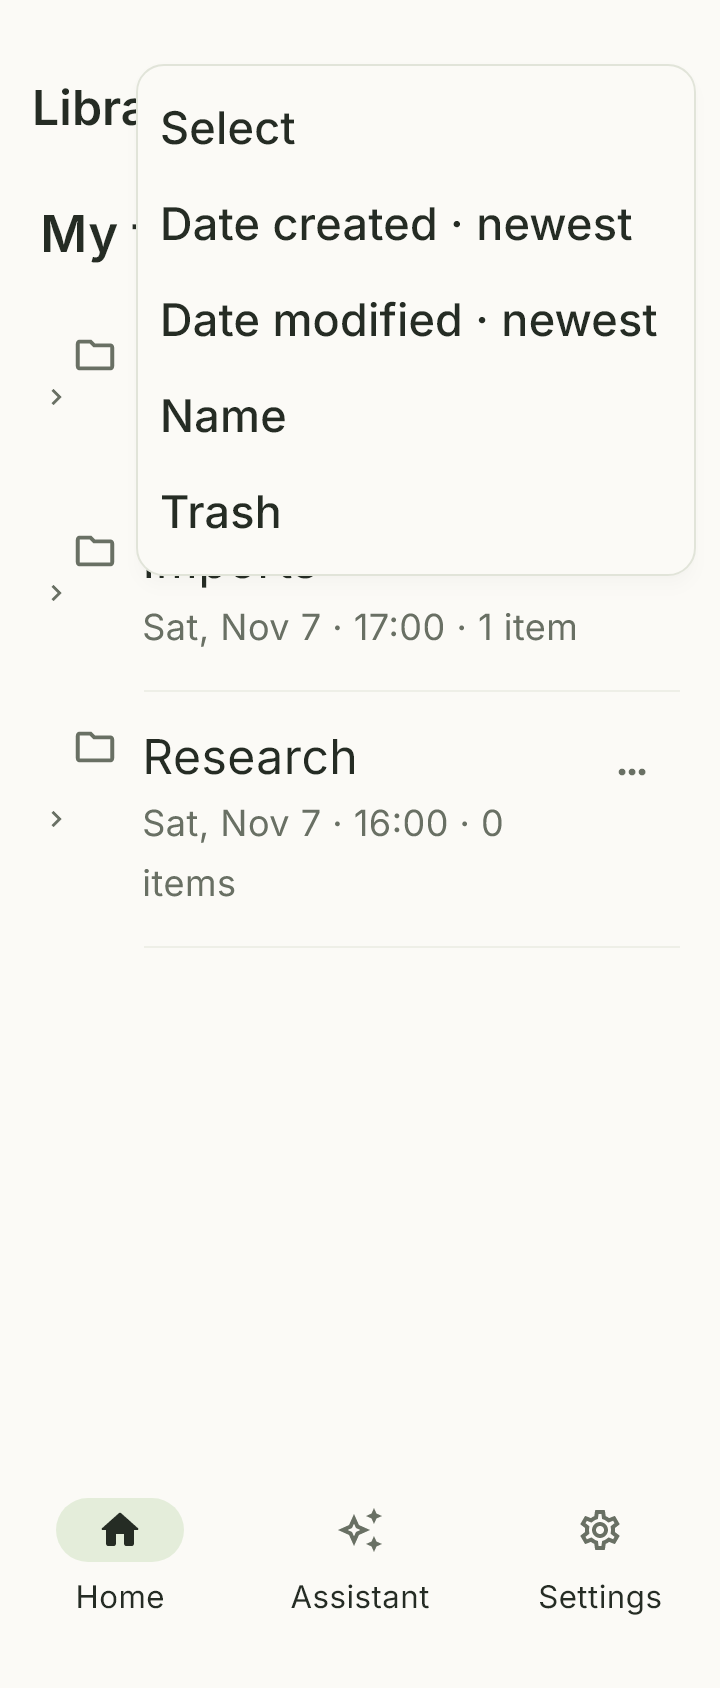 Select
Date created · newest
Date modified · newest
Name
Trash
My
Sat, Nov 7 · 17:00 · 1 item
Research
Sat, Nov 7 · 16:00 · 0
items
Home
Assistant
Settings